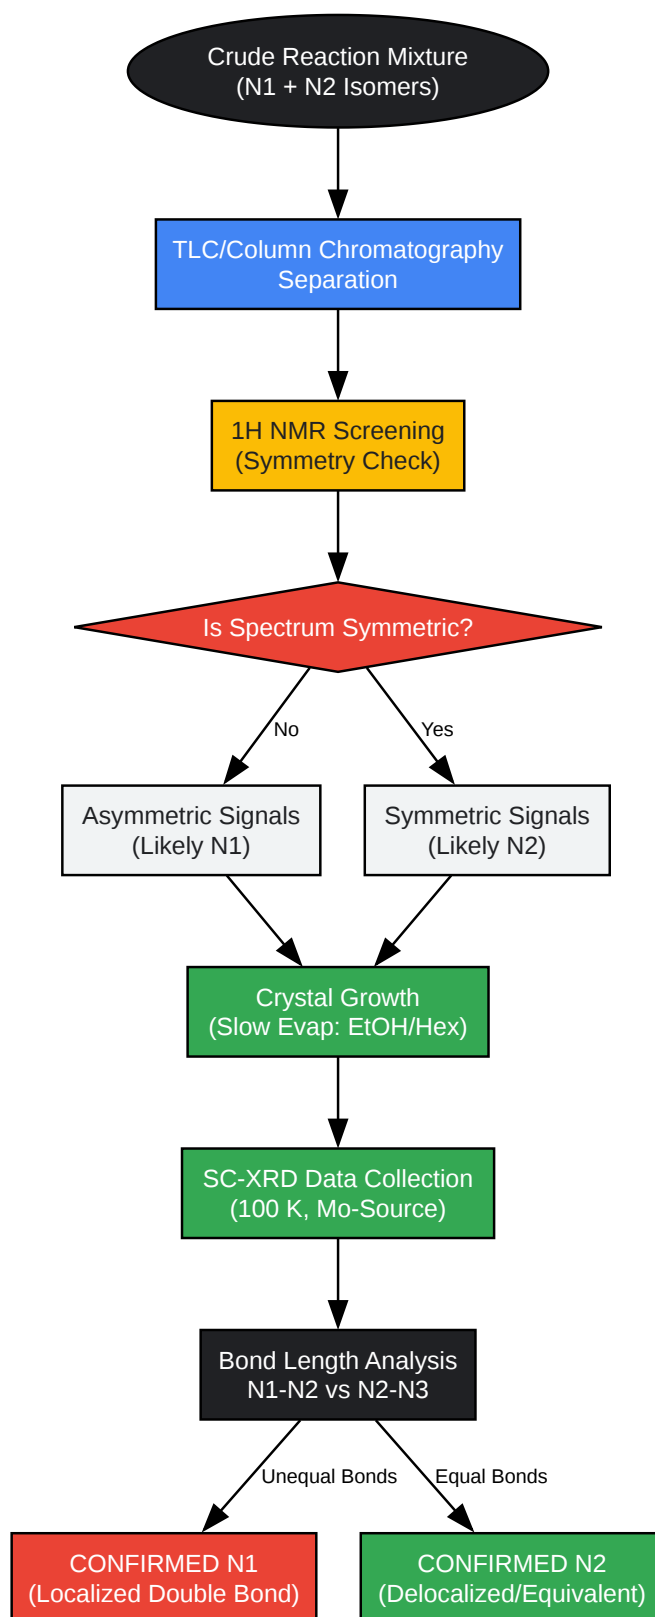 Crude Reaction Mixture
(N1 + N2 Isomers)
TLC/Column Chromatography
Separation
1H NMR Screening
(Symmetry Check)
Is Spectrum Symmetric?
No
Yes
Asymmetric Signals
(Likely N1)
Symmetric Signals
(Likely N2)
Crystal Growth
(Slow Evap: EtOH/Hex)
SC-XRD Data Collection
(100 K, Mo-Source)
Bond Length Analysis
N1-N2 vs N2-N3
Unequal Bonds
Equal Bonds
CONFIRMED N1
(Localized Double Bond)
CONFIRMED N2
(Delocalized/Equivalent)